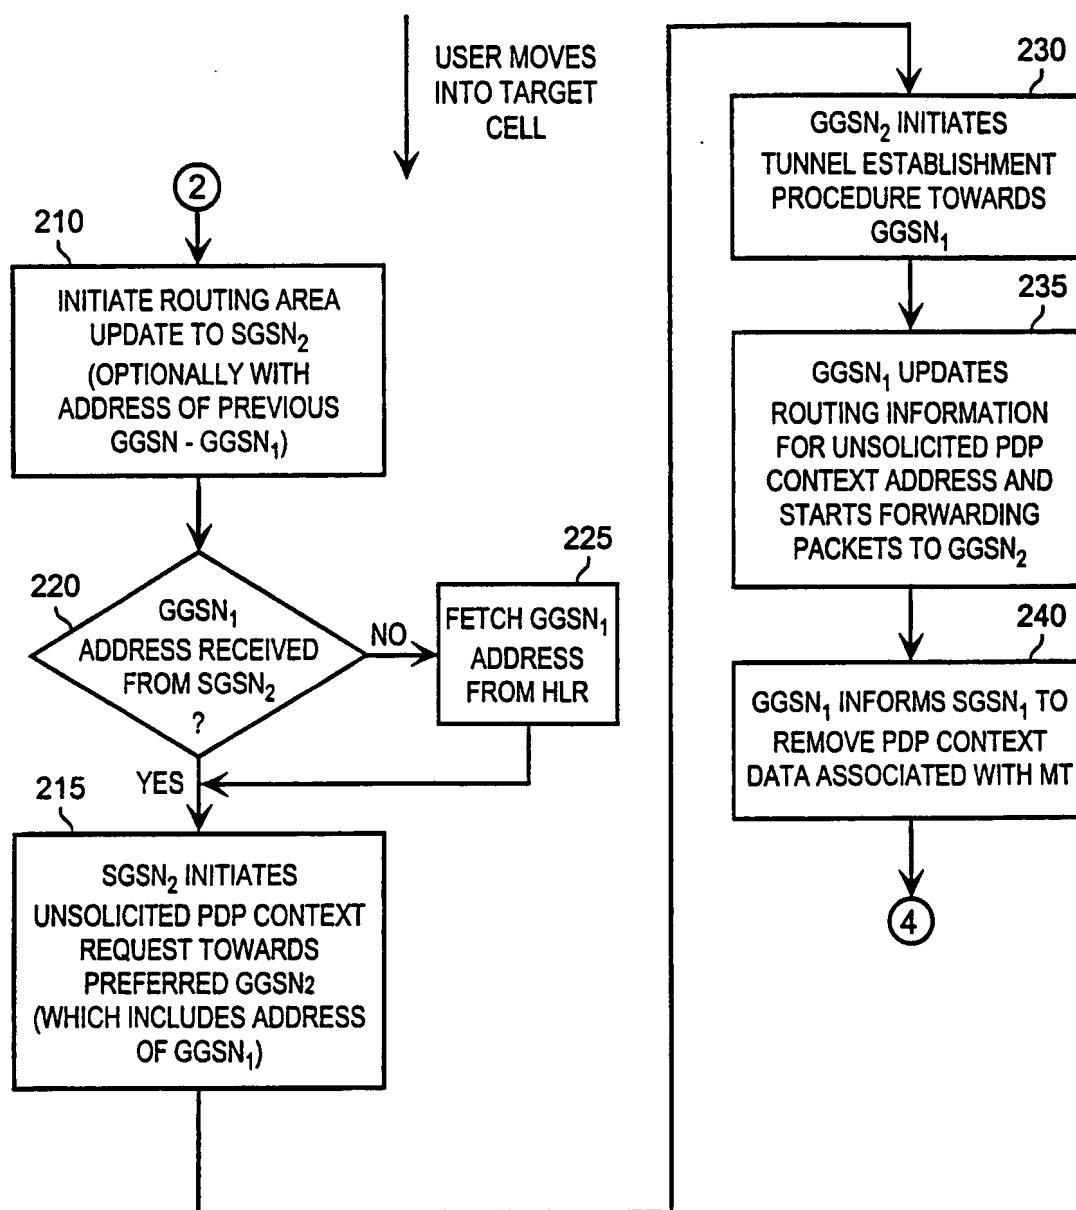 USER MOVES
INTO TARGET
CELL
2
210
INITIATE ROUTING AREA
UPDATE TO SGSN₂
(OPTIONALLY WITH
ADDRESS OF PREVIOUS
GGSN - GGSN₁)
220
GGSN₁
ADDRESS RECEIVED
FROM SGSN₂
?
NO
225
FETCH GGSN₁
ADDRESS
FROM HLR
YES
215
SGSN₂ INITIATES
UNSOLICITED PDP CONTEXT
REQUEST TOWARDS
PREFERRED GGSN2
(WHICH INCLUDES ADDRESS
OF GGSN₁)
230
GGSN₂ INITIATES
TUNNEL ESTABLISHMENT
PROCEDURE TOWARDS
GGSN₁
235
GGSN₁ UPDATES
ROUTING INFORMATION
FOR UNSOLICITED PDP
CONTEXT ADDRESS AND
STARTS FORWARDING
PACKETS TO GGSN₂
240
GGSN₁ INFORMS SGSN₁ TO
REMOVE PDP CONTEXT
DATA ASSOCIATED WITH MT
4